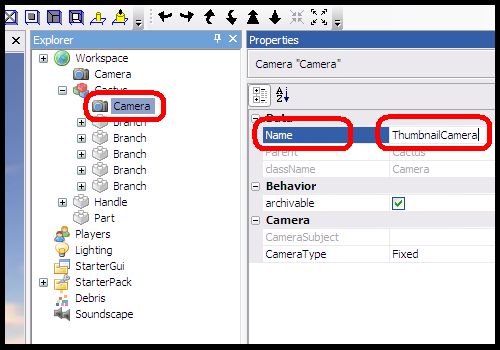 Explorer
Workspace
Camera
Cactus
Camera
Branch
Branch
Branch
Branch
Branch
Handle
Part
Players
Lighting
StarterGui
StarterPack
Debris
Soundscape
Properties
Camera "Camera"
Data
Name ThumbnailCamera
Parent Cactus
className Camera
Behavior
archivable
Camera
CameraSubject
CameraType Fixed